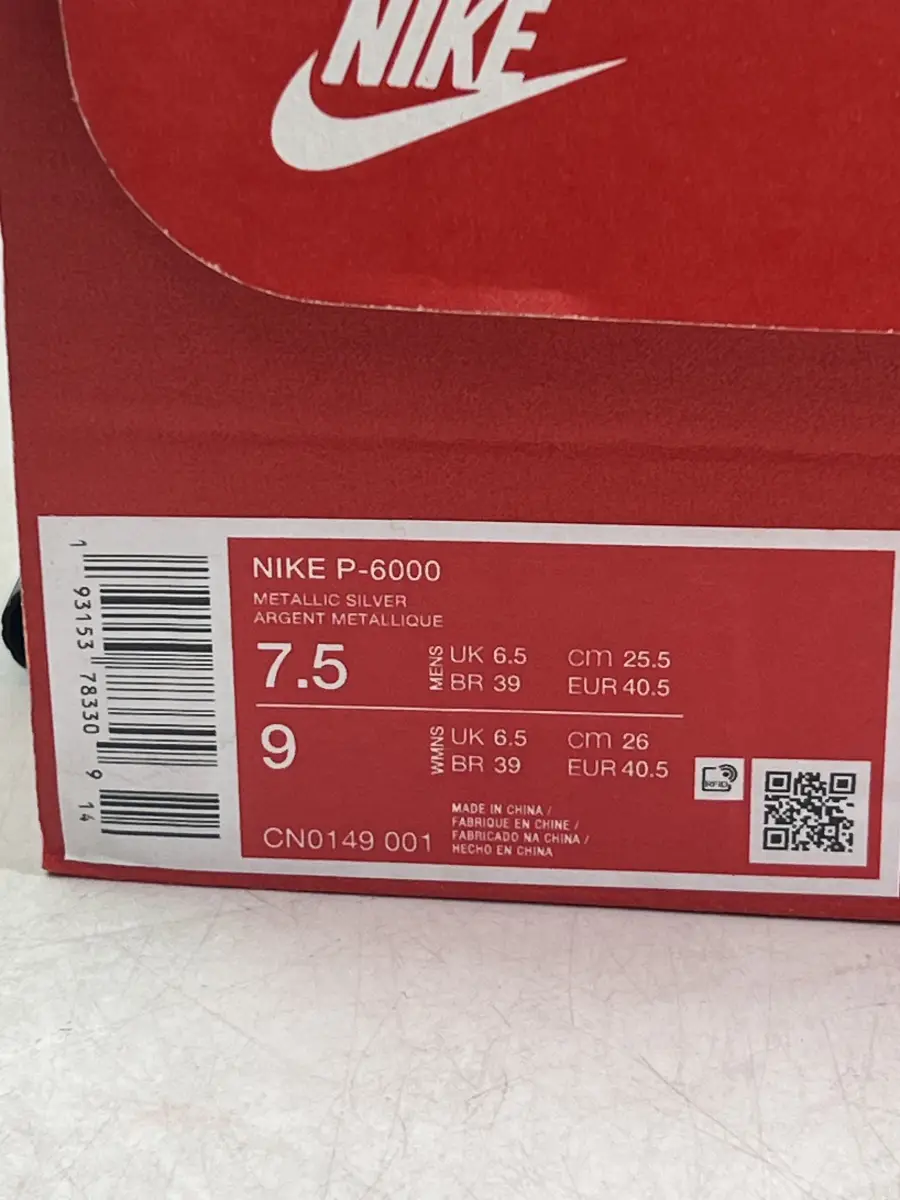 NIKE
NIKE P-6000
METALLIC SILVER
ARGENT METALLIQUE
7.5
MENS
UK 6.5
cm 25.5
BR 39
EUR 40.5
9
WMNS
UK 6.5
cm 26
BR 39
EUR 40.5
MADE IN CHINA /
FABRIQUE EN CHINE /
FABRICADO NA CHINA /
HECHO EN CHINA
CN0149 001
RFID
1 93153 78330 9 14